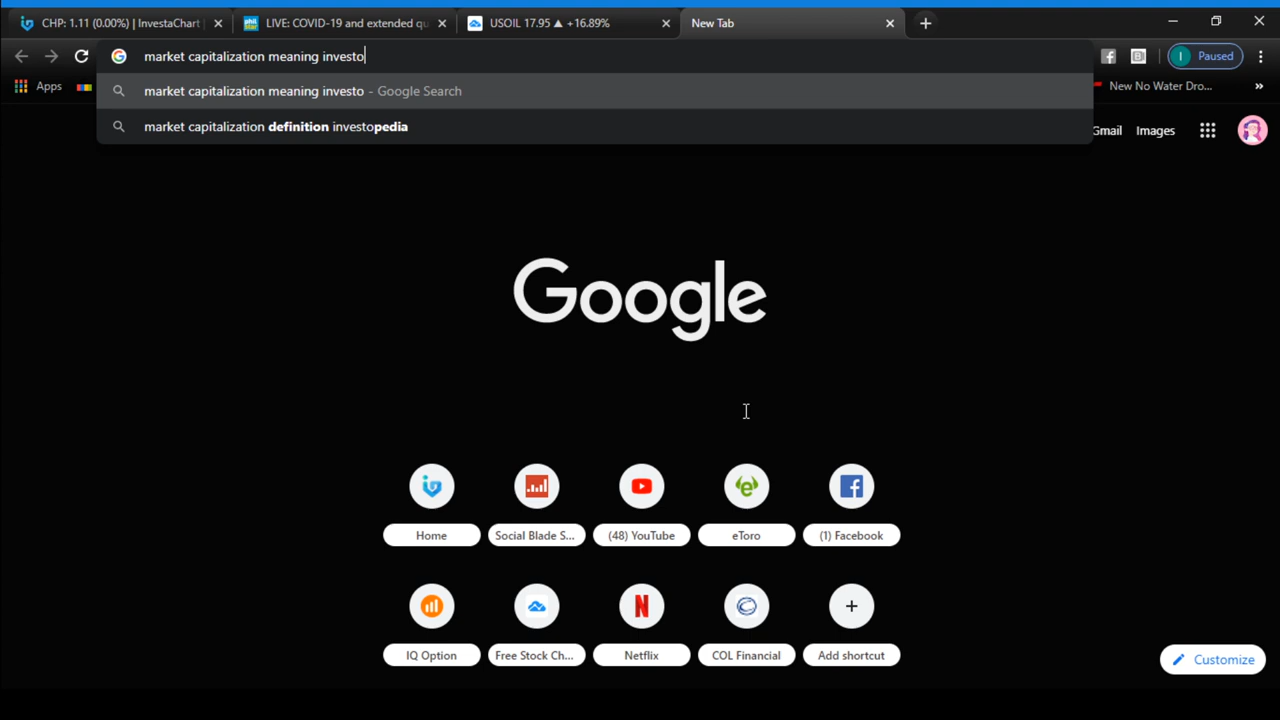 CHP: 1.11 (0.00%) | InvestaChart
LIVE: COVID-19 and extended qu
USOIL 17.95 ▲ +16.89%
New Tab
market capitalization meaning investo
Paused
market capitalization meaning investo - Google Search
market capitalization definition investopedia
Apps
New No Water Dro...
Gmail
Images
Google
Home
Social Blade S...
(48) YouTube
eToro
(1) Facebook
IQ Option
Free Stock Ch...
Netflix
COL Financial
Add shortcut
Customize